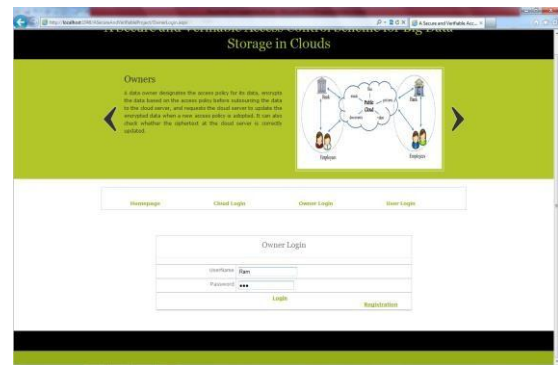 A Secure and Verifiable Access Control Scheme for Big Data
Storage in Clouds
Owners
A data owner designates the access policy for its data, encrypts
the data based on the access policy before outsourcing the data
to the cloud server, and requests the cloud server to update the
encrypted data when a new access policy is adopted. It can also
check whether the ciphertext at the cloud server is correctly
updated.
Bank
Public
Cloud
Bank
Employees
Employees
Homepage
Cloud Login
Owner Login
User Login
Owner Login
UserName Ram
Password •••
Login
Registration